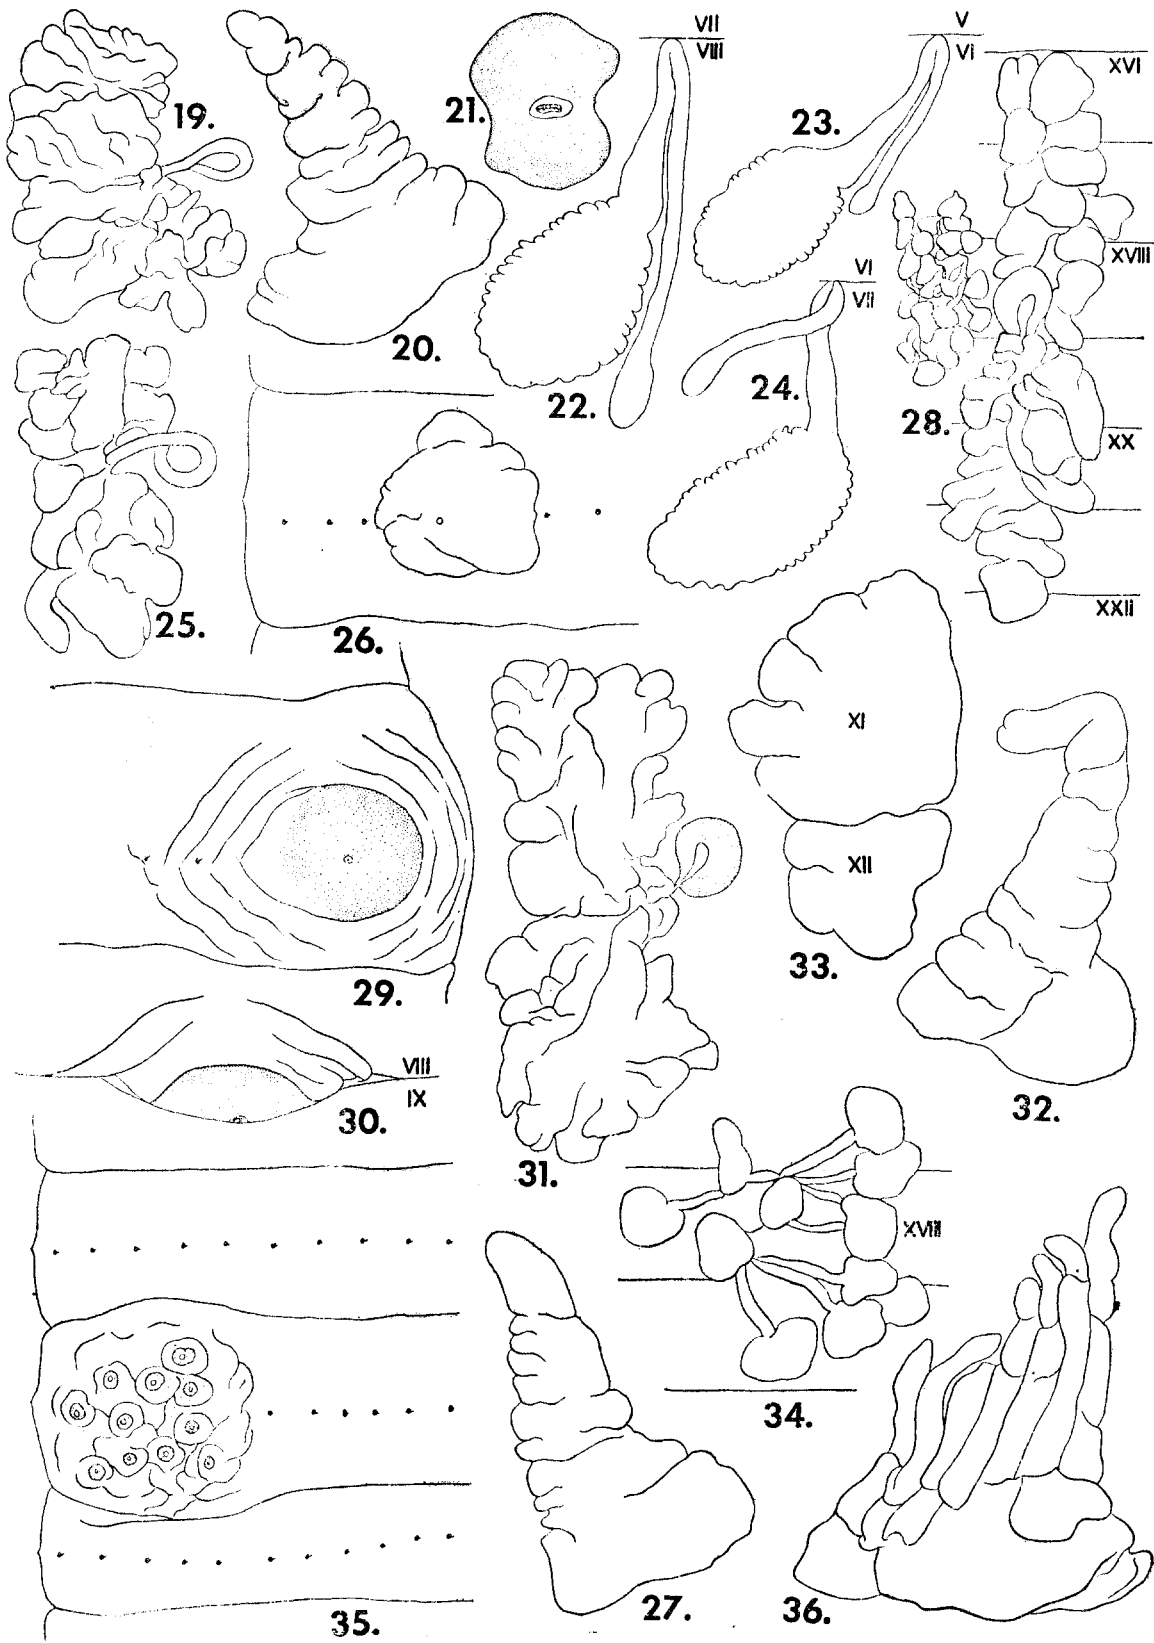 VII
VIII
V
VI
XVI
19.
21.
23.
XVIII
VI
VII
20.
24.
22.
28.
XX
25.
26.
XXII
XI
XII
33.
29.
VIII
IX
30.
32.
31.
XVIII
34.
35.
27.
36.